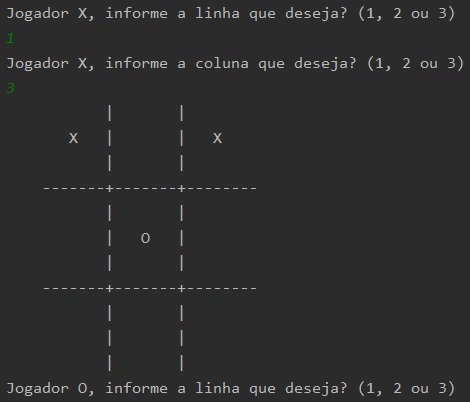 Jogador X, informe a linha que deseja? (1, 2 ou 3)
1
Jogador X, informe a coluna que deseja? (1, 2 ou 3)
3
           |       |
       X   |       |   X
           |       |
    -------+-------+--------
           |       |
           |   O   |
           |       |
    -------+-------+--------
           |       |
           |       |
           |       |
Jogador O, informe a linha que deseja? (1, 2 ou 3)